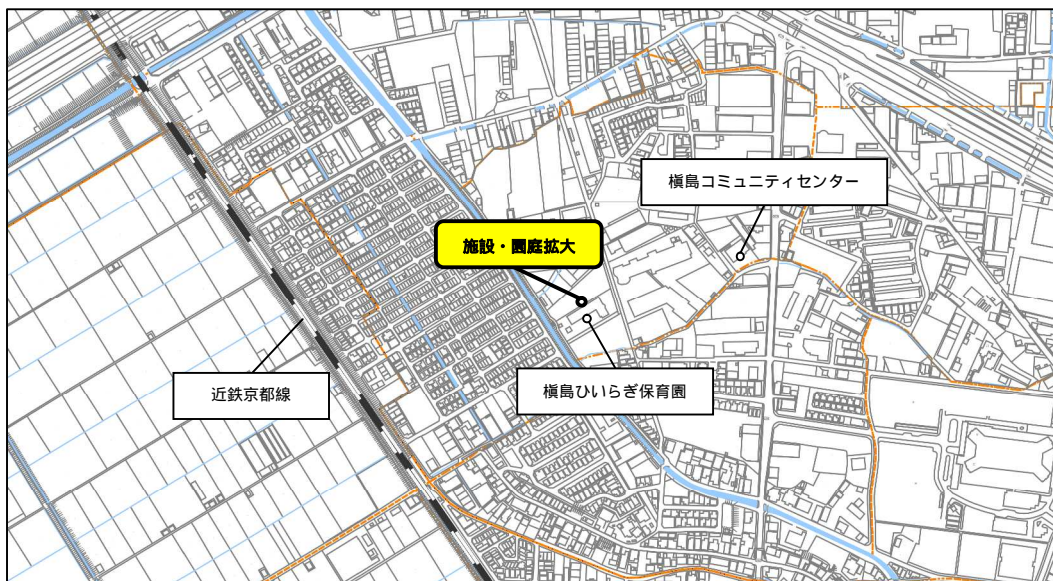 槇島コミュニティセンター
施設・園庭拡大
近鉄京都線
槇島ひいらぎ保育園